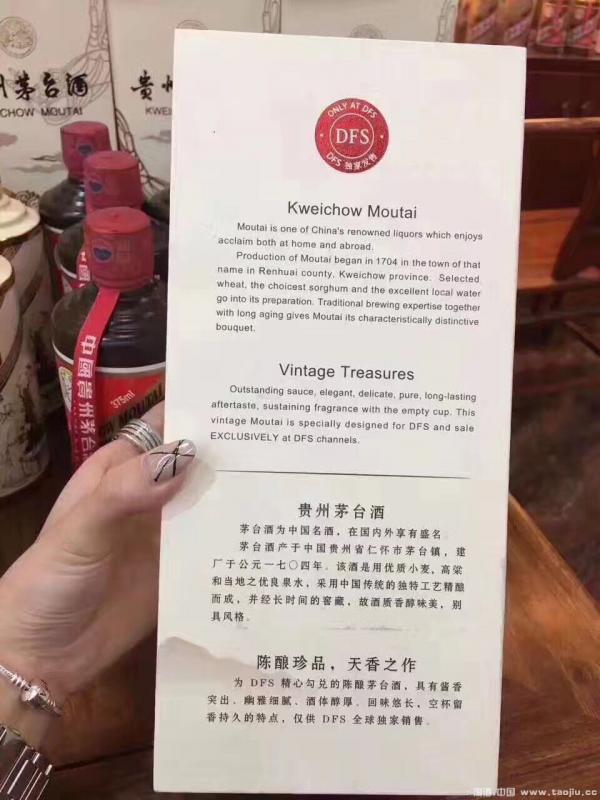 州茅台酒
CHOW MOUTAI
貴州
KWEI
ONLY AT DFS
DFS
DFS 独家发售
Kweichow Moutai
Moutai is one of China's renowned liquors which enjoys
acclaim both at home and abroad.
Production of Moutai began in 1704 in the town of that
name in Renhuai county. Kweichow province. Selected
wheat, the choicest sorghum and the excellent local water
go into its preparation. Traditional brewing expertise together
with long aging gives Moutai its characteristically distinctive
bouquet.
Vintage Treasures
Outstanding sauce, elegant, delicate, pure, long-lasting
aftertaste, sustaining fragrance with the empty cup. This
vintage Moutai is specially designed for DFS and sale
EXCLUSIVELY at DFS channels.
贵州茅台酒
茅台酒为中国名酒，在国内外享有盛名。
茅台酒产于中国贵州省仁怀市茅台镇，建
厂于公元一七〇四年。该酒是用优质小麦，高粱
和当地之优良泉水，采用中国传统的独特工艺精酿
而成，并经长时间的窖藏，故酒质香醇味美，别
具风格。
陈酿珍品，天香之作
为 DFS 精心勾兑的陈酿茅台酒，具有酱香
突出、幽雅细腻、酒体醇厚。回味悠长，空杯留
香持久的特点，仅供 DFS 全球独家销售。
中國貴州茅台
375ml
OW MOUTAI
淘酒中国 www.taojiu.cc